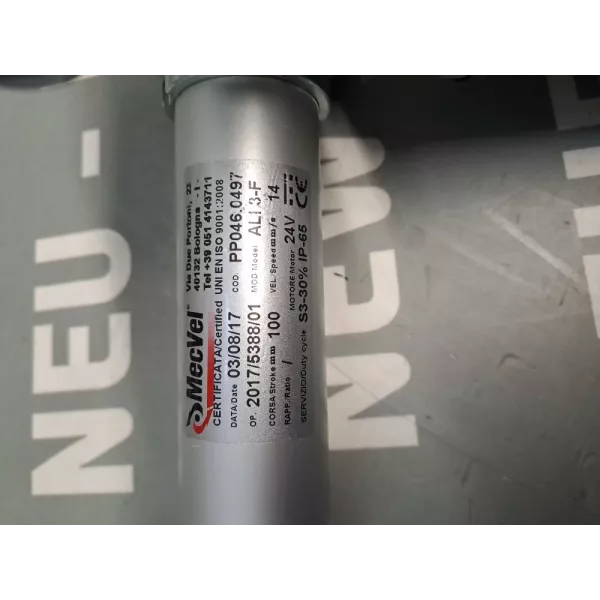 MecVel
Via Due Portoni, 23
40132 Bologna - I -
Tel +39 051 4143711
CERTIFICATA/Certified UNI EN ISO 9001:2008
DATA/Date 03/08/17 COD. PP046.0497
OP. 2017/5388/01 MOD Model
CORSA/Stroke mm 100 VEL./Speed mm/s 14
RAPP./Ratio / MOTORE Motor 24V
SERVIZIO/Duty cycle S3-30% IP-65
CE
NEU -
NEW